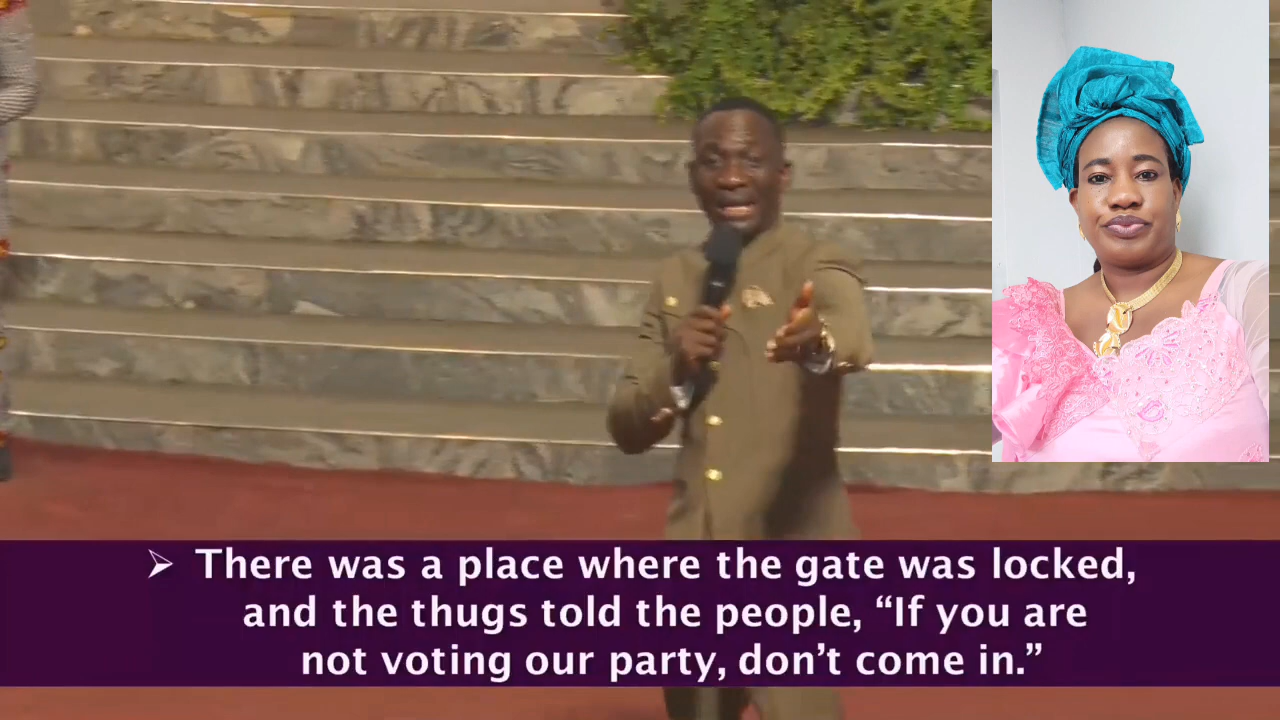 ➢ There was a place where the gate was locked,
and the thugs told the people, “If you are
not voting our party, don’t come in.”